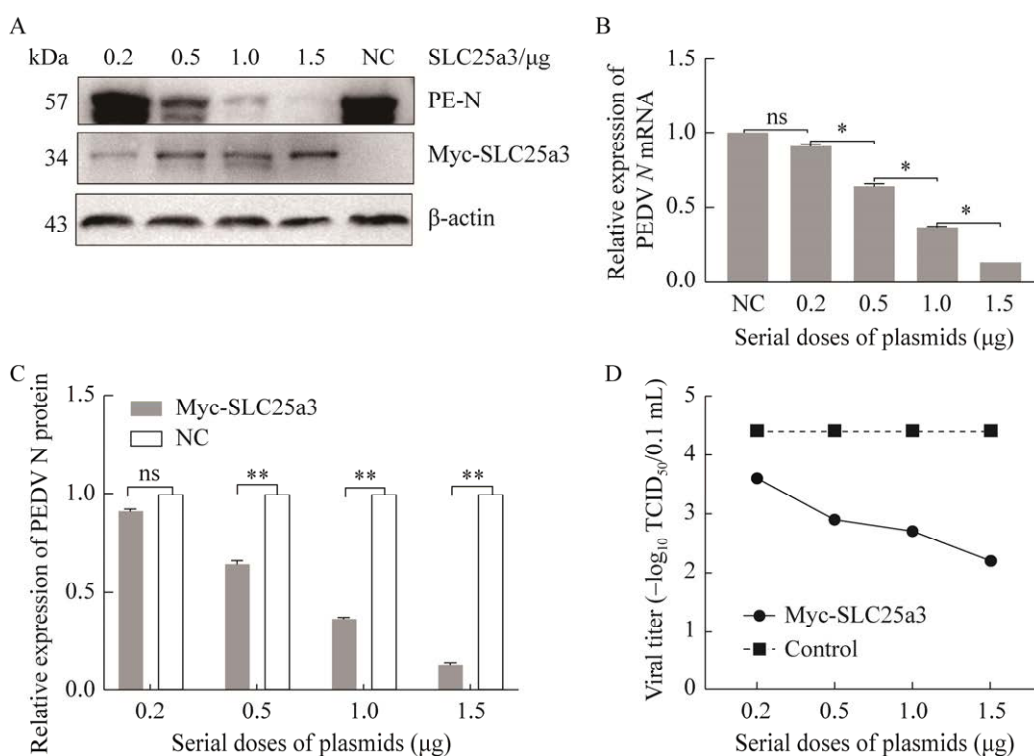 A
kDa 0.2 0.5 1.0 1.5 NC SLC25a3/μg
57 PE-N
34 Myc-SLC25a3
43 β-actin
B
Relative expression of
PEDV N mRNA
1.5
1.0
0.5
0.0
ns * * *
NC 0.2 0.5 1.0 1.5
Serial doses of plasmids (μg)
C
Relative expression of PEDV N protein
1.5
1.0
0.5
0.0
Myc-SLC25a3
NC
ns ** ** **
0.2 0.5 1.0 1.5
Serial doses of plasmids (μg)
D
Viral titer (−log10 TCID50/0.1 mL)
5
4
3
2
1
0
Myc-SLC25a3
Control
0.2 0.5 1.0 1.5
Serial doses of plasmids (μg)